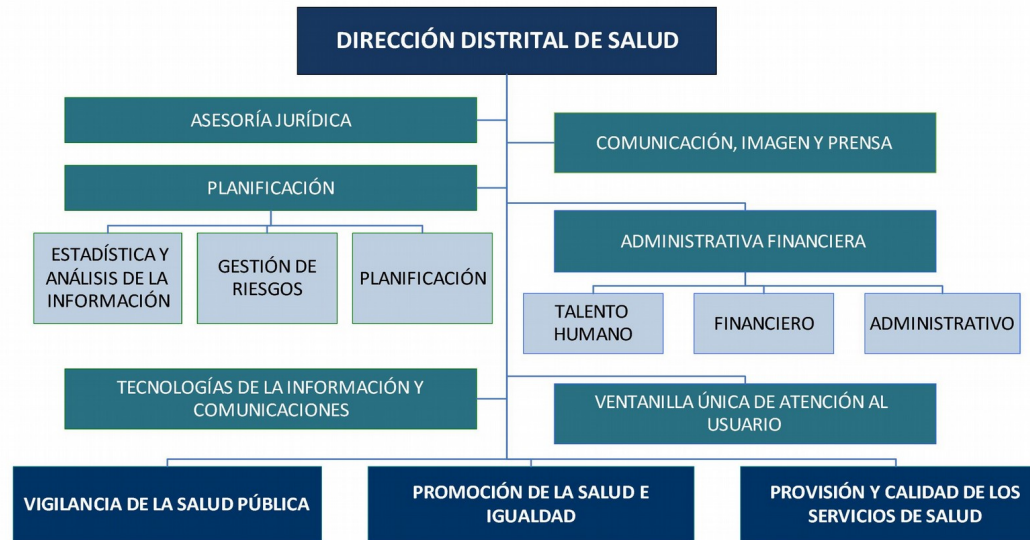 DIRECCIÓN DISTRITAL DE SALUD
ASESORÍA JURÍDICA
COMUNICACIÓN, IMAGEN Y PRENSA
PLANIFICACIÓN
ESTADÍSTICA Y
ANÁLISIS DE LA
INFORMACIÓN
GESTIÓN DE
RIESGOS
PLANIFICACIÓN
ADMINISTRATIVA FINANCIERA
TALENTO
HUMANO
FINANCIERO
ADMINISTRATIVO
TECNOLOGÍAS DE LA INFORMACIÓN Y
COMUNICACIONES
VENTANILLA ÚNICA DE ATENCIÓN AL
USUARIO
VIGILANCIA DE LA SALUD PÚBLICA
PROMOCIÓN DE LA SALUD E
IGUALDAD
PROVISIÓN Y CALIDAD DE LOS
SERVICIOS DE SALUD